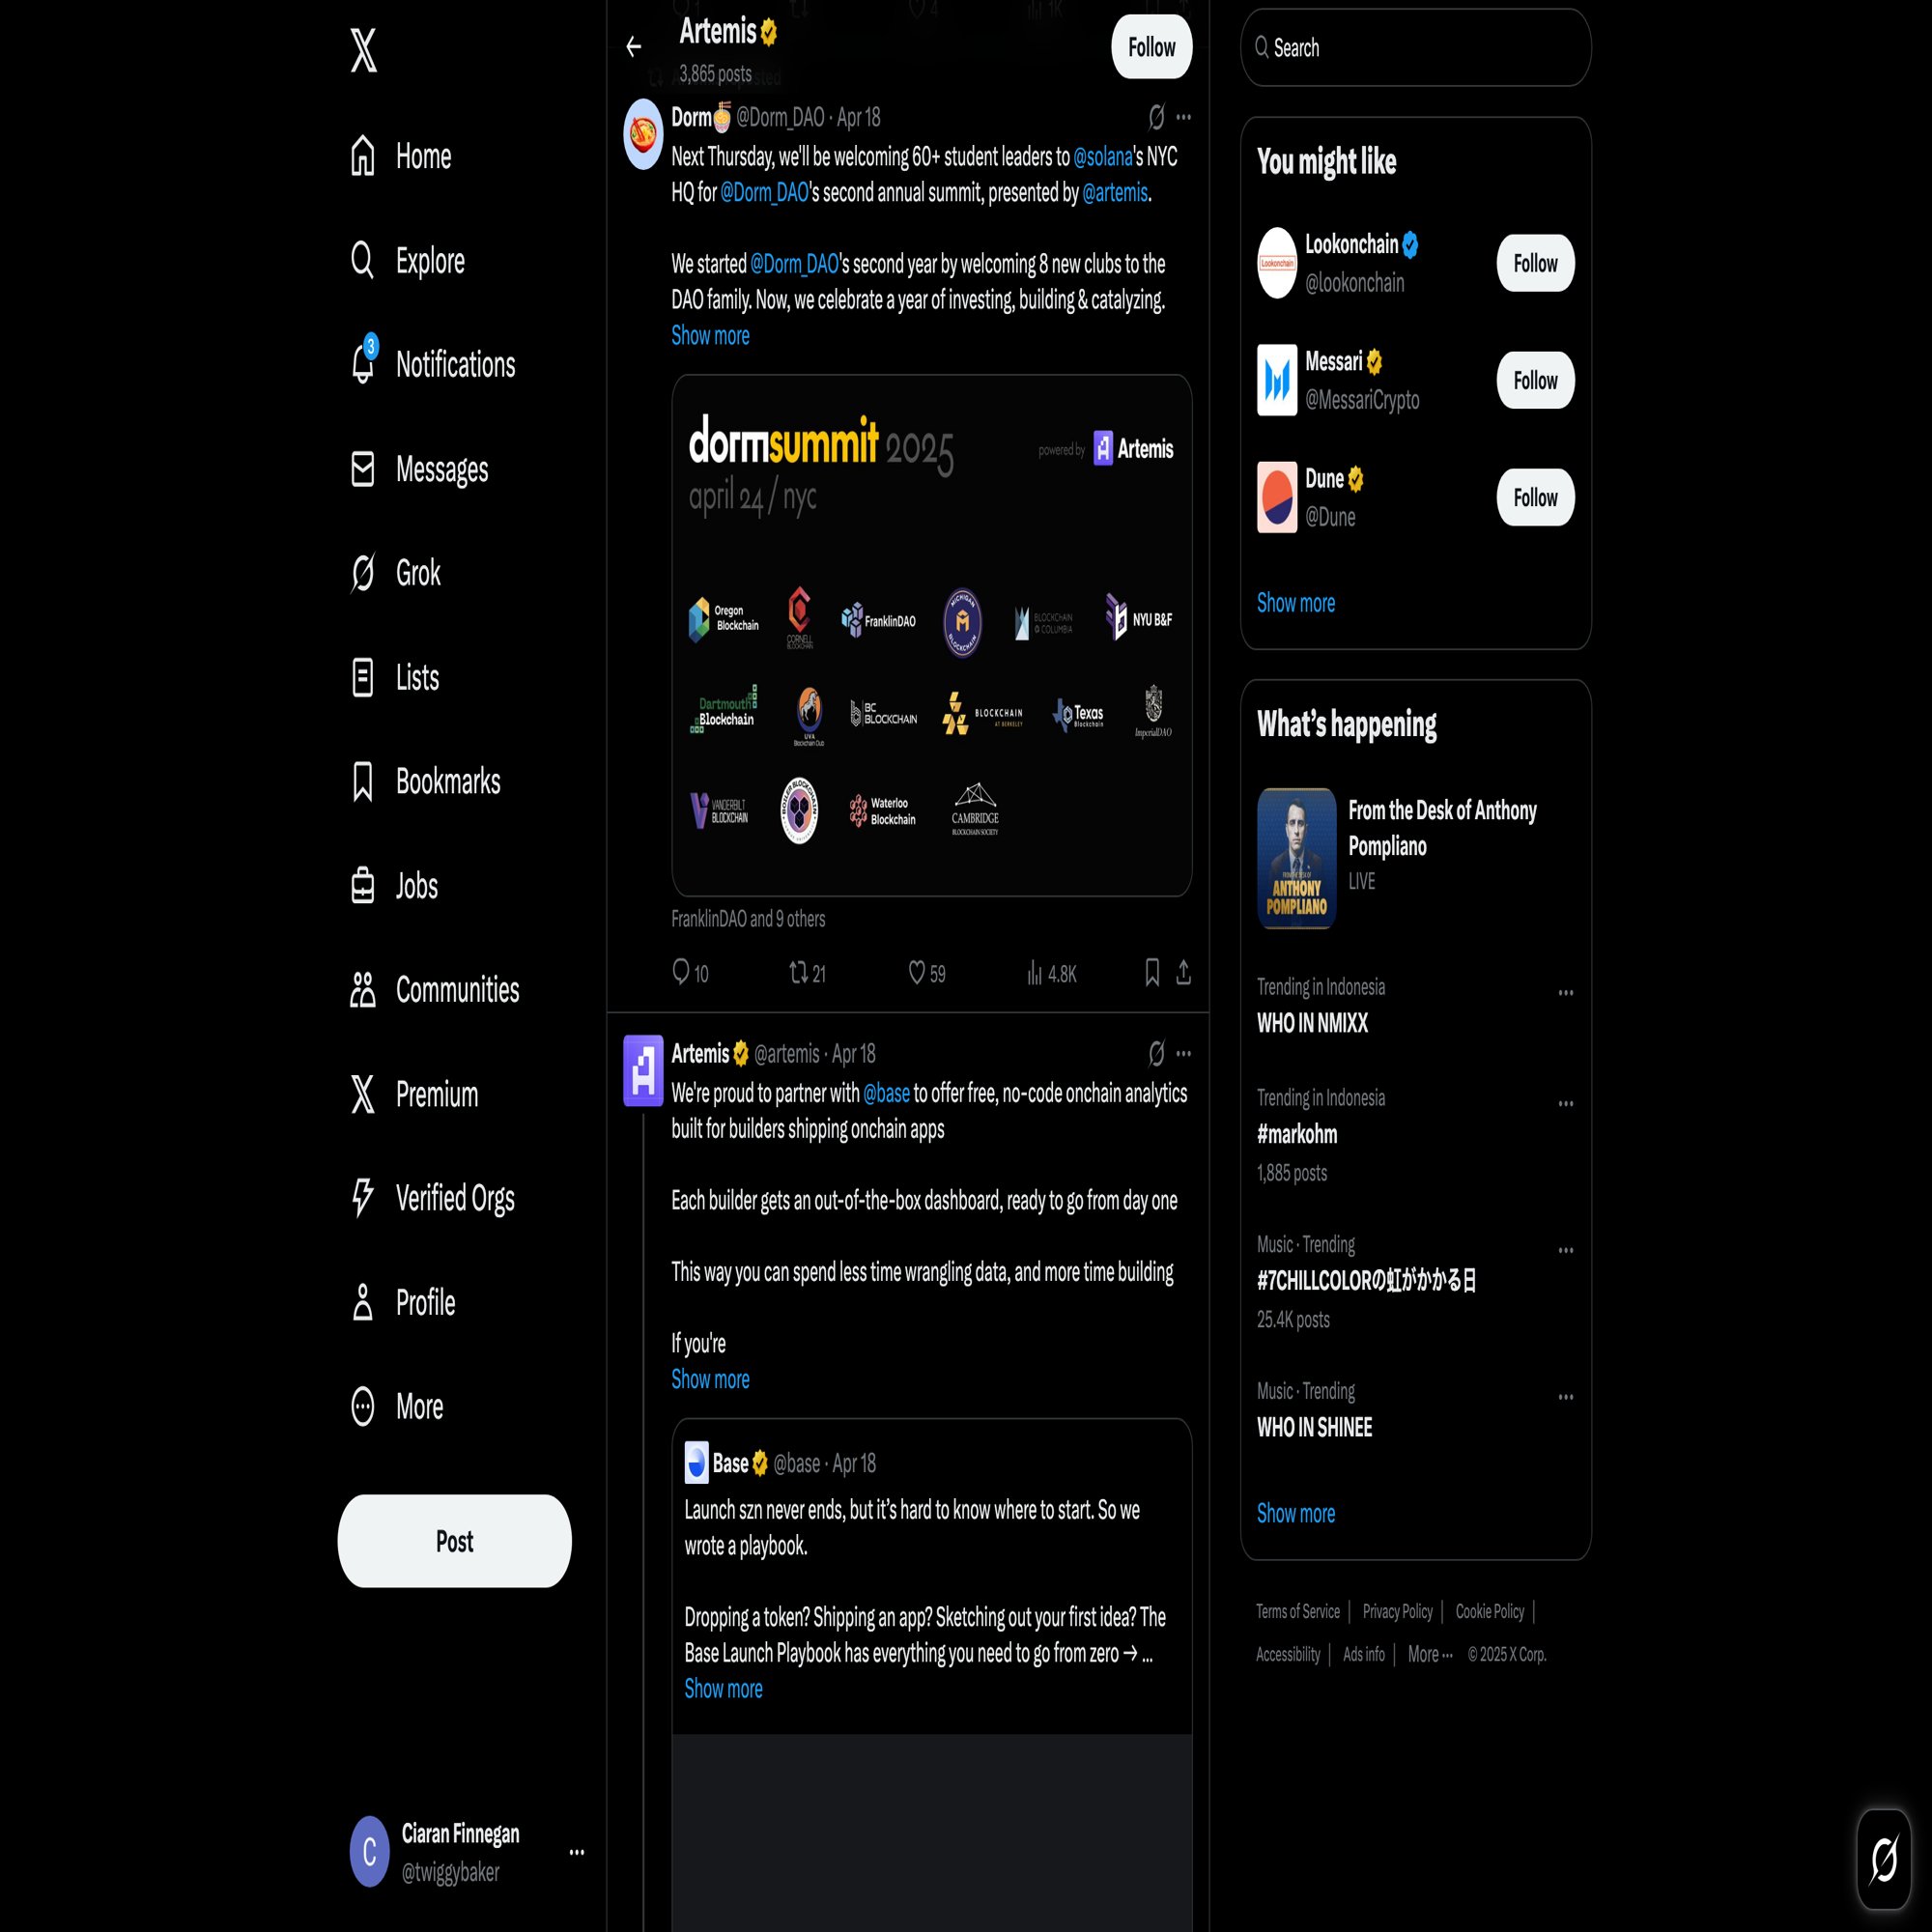 Home
Explore
3
Notifications
Messages
Grok
Lists
Bookmarks
Jobs
Communities
Premium
Verified Orgs
Profile
More
Post
C
Ciaran Finnegan
@twiggybaker
Artemis
3,865 posts
Follow
Dorm🍜 @Dorm_DAO · Apr 18
Next Thursday, we'll be welcoming 60+ student leaders to @solana's NYC
HQ for @Dorm_DAO's second annual summit, presented by @artemis.
We started @Dorm_DAO's second year by welcoming 8 new clubs to the
DAO family. Now, we celebrate a year of investing, building & catalyzing.
Show more
dormsummit 2025
april 24 / nyc
powered by Artemis
Oregon
Blockchain
CORNELL
BLOCKCHAIN
FranklinDAO
MICHIGAN
BLOCKCHAIN
BLOCKCHAIN
@ COLUMBIA
NYU B&F
Dartmouth
Blockchain
UVA
Blockchain Club
BC
BLOCKCHAIN
BLOCKCHAIN
AT BERKELEY
Texas
Blockchain
ImperialDAO
VANDERBILT
BLOCKCHAIN
BOILER BLOCKCHAIN
Waterloo
Blockchain
CAMBRIDGE
BLOCKCHAIN SOCIETY
FranklinDAO and 9 others
10
21
59
4.8K
Artemis @artemis · Apr 18
We're proud to partner with @base to offer free, no-code onchain analytics
built for builders shipping onchain apps
Each builder gets an out-of-the-box dashboard, ready to go from day one
This way you can spend less time wrangling data, and more time building
If you're
Show more
Base @base · Apr 18
Launch szn never ends, but it’s hard to know where to start. So we
wrote a playbook.
Dropping a token? Shipping an app? Sketching out your first idea? The
Base Launch Playbook has everything you need to go from zero → ...
Show more
Search
You might like
Lookonchain
Lookonchain
@lookonchain
Follow
Messari
@MessariCrypto
Follow
Dune
@Dune
Follow
Show more
What’s happening
FROM THE DESK OF
ANTHONY
POMPLIANO
From the Desk of Anthony
Pompliano
LIVE
Trending in Indonesia
WHO IN NMIXX
Trending in Indonesia
#markohm
1,885 posts
Music · Trending
#7CHILLCOLORの虹がかかる日
25.4K posts
Music · Trending
WHO IN SHINEE
Show more
Terms of Service | Privacy Policy | Cookie Policy |
Accessibility | Ads info | More ··· © 2025 X Corp.